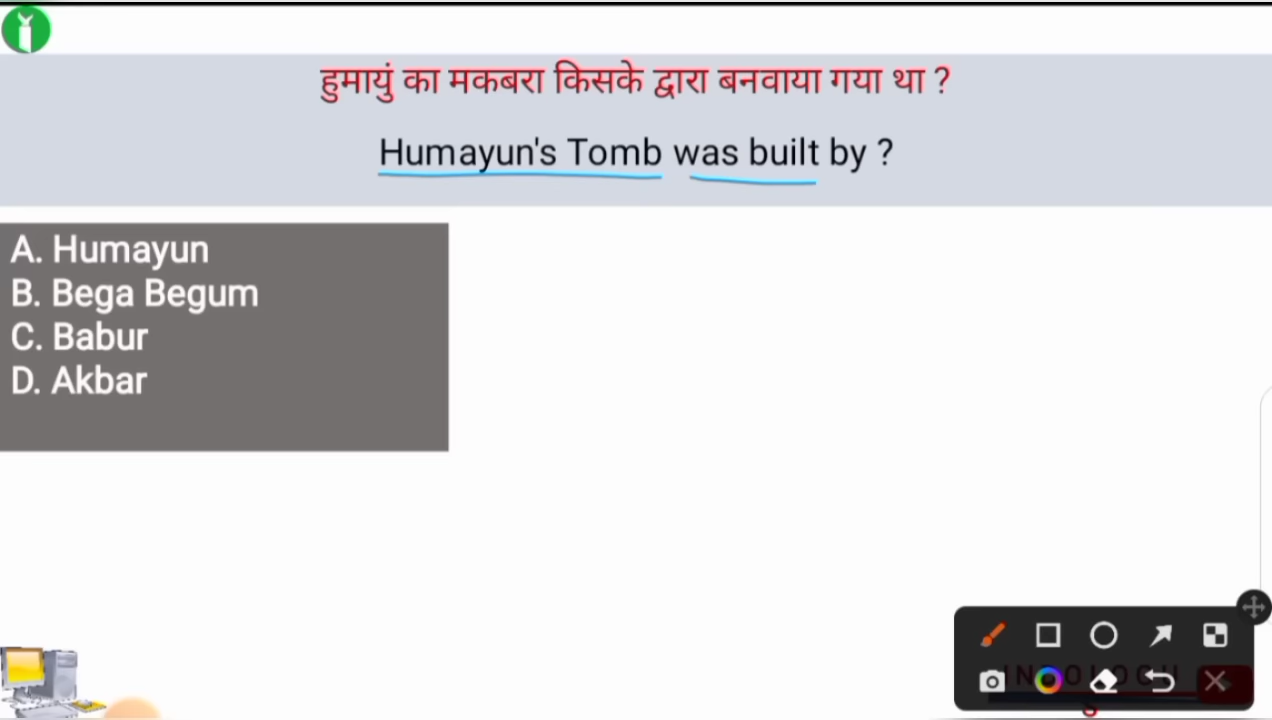 हुमायुं का मकबरा किसके द्वारा बनवाया गया था ?
Humayun's Tomb was built by ?
A. Humayun
B. Bega Begum
C. Babur
D. Akbar